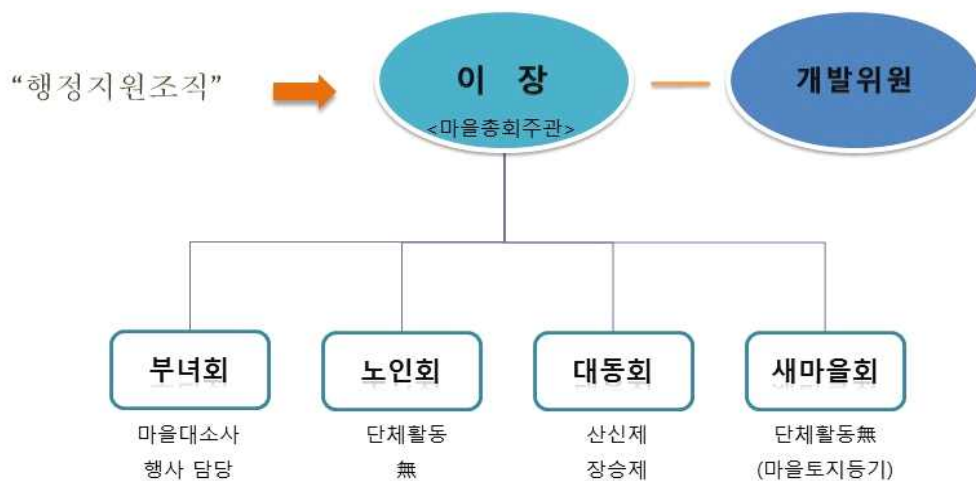 “행정지원조직”
이 장
<마을총회주관>
개발위원
부녀회
노인회
대동회
새마을회
마을대소사
행사 담당
단체활동
無
산신제
장승제
단체활동無
(마을토지등기)